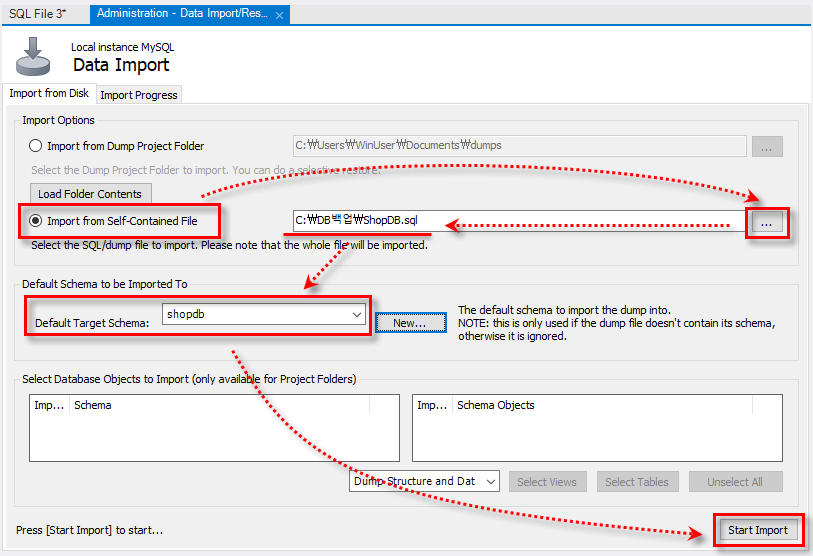 SQL File 3*
Administration - Data Import/Res...
Local instance MySQL
Data Import
Import from Disk
Import Progress
Import Options
Import from Dump Project Folder
C:₩Users₩WinUser₩Documents₩dumps
...
Select the Dump Project Folder to import. You can do a selective restore.
Load Folder Contents
Import from Self-Contained File
C:₩DB백업₩ShopDB.sql
...
Select the SQL/dump file to import. Please note that the whole file will be imported.
Default Schema to be Imported To
Default Target Schema:
shopdb
New...
The default schema to import the dump into.
NOTE: this is only used if the dump file doesn't contain its schema,
otherwise it is ignored.
Select Database Objects to Import (only available for Project Folders)
Imp... Schema
Imp... Schema Objects
Dump Structure and Dat
Select Views
Select Tables
Unselect All
Press [Start Import] to start...
Start Import